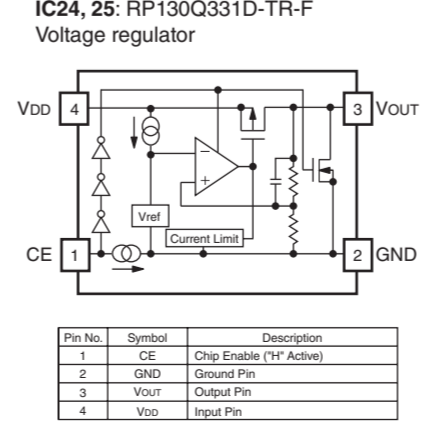 IC24, 25: RP130Q331D-TR-F
Voltage regulator
VDD 4
3 VOUT
−
+
Vref
Current Limit
CE 1
2 GND
Pin No. Symbol Description
1 CE Chip Enable ("H" Active)
2 GND Ground Pin
3 VOUT Output Pin
4 VDD Input Pin